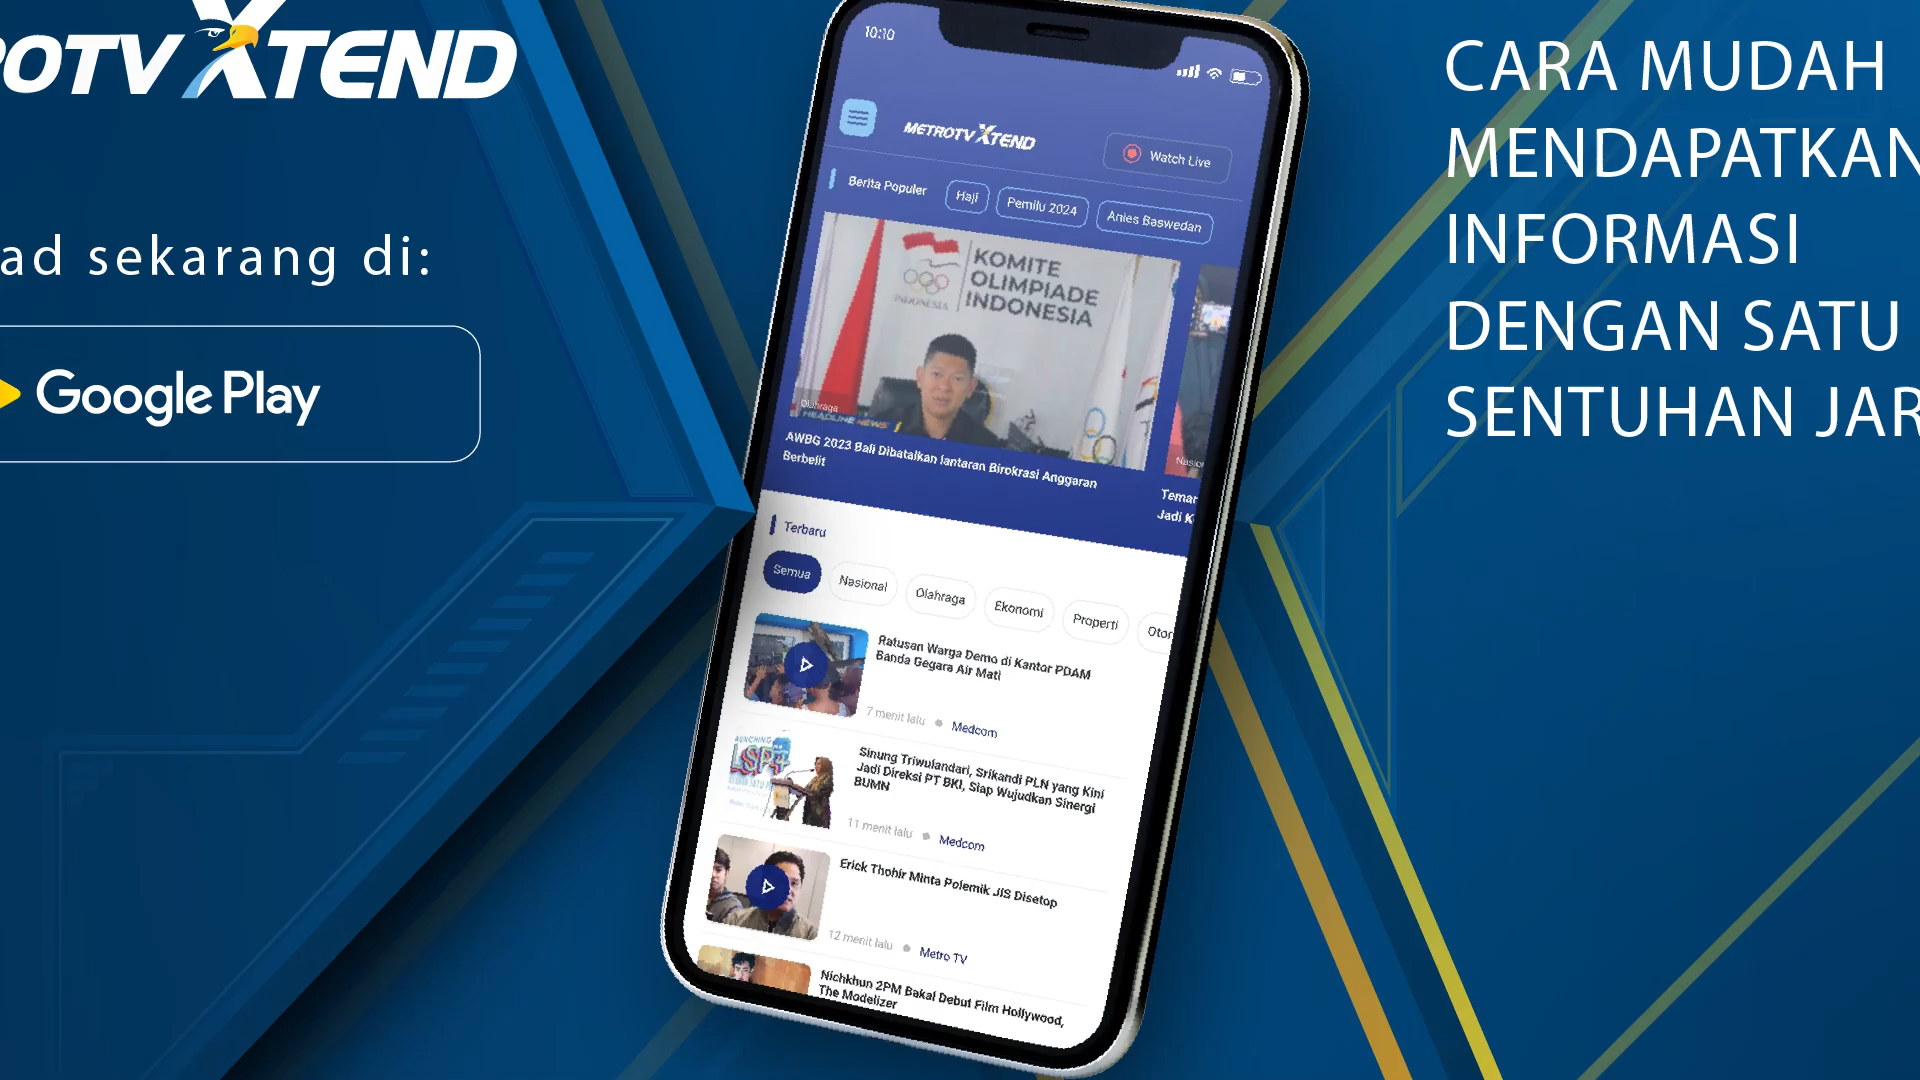 OTV XTEND
ad sekarang di:
Google Play
10:10
METROTV XTEND
Watch Live
Berita Populer
Haji
Pemilu 2024
Anies Baswedan
KOMITE
OLIMPIADE
INDONESIA
INDONESIA
Olahraga
HEADLINE NEWS
AWBG 2023 Bali Dibatalkan lantaran Birokrasi Anggaran
Berbelit
Nasion
Teman
Jadi K
Terbaru
Semua
Nasional
Olahraga
Ekonomi
Properti
Otor
Ratusan Warga Demo di Kantor PDAM
Banda Gegara Air Mati
7 menit lalu
Medcom
LSP
Sinung Triwulandari, Srikandi PLN yang Kini
Jadi Direksi PT BKI, Siap Wujudkan Sinergi
BUMN
11 menit lalu
Medcom
Erick Thohir Minta Polemik JIS Disetop
12 menit lalu
Metro TV
Nichkhun 2PM Bakal Debut Film Hollywood,
The Modelizer
CARA MUDAH
MENDAPATKAN
INFORMASI
DENGAN SATU
SENTUHAN JAR